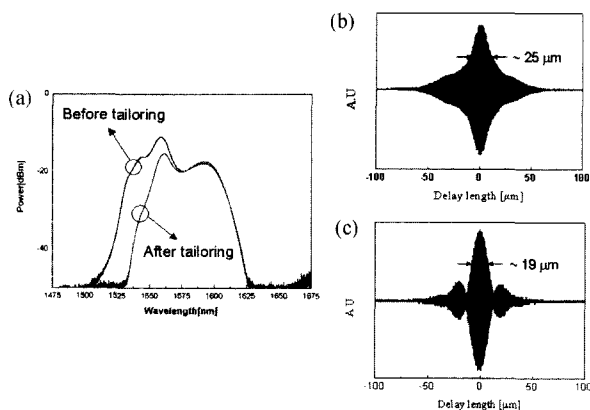 (a)
0
-20
-40
Power[dBm]
Before tailoring
After tailoring
1475 1500 1525 1550 1575 1600 1625 1650 1675
Wavelength[nm]
(b)
A.U
~ 25 μm
-100 -50 0 50 100
Delay length [μm]
(c)
A U
~ 19 μm
-100 -50 0 50 100
Delay length [μm]